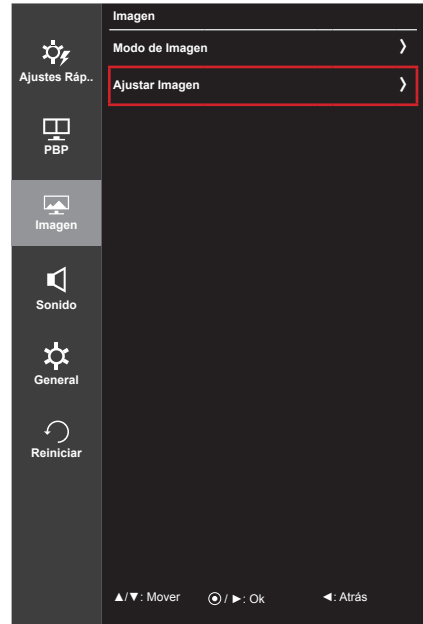 Imagen
Modo de Imagen
Ajustar Imagen
Ajustes Ráp..
PBP
Imagen
Sonido
General
Reiniciar
▲/▼: Mover ⦿ / ►: Ok ◄: Atrás